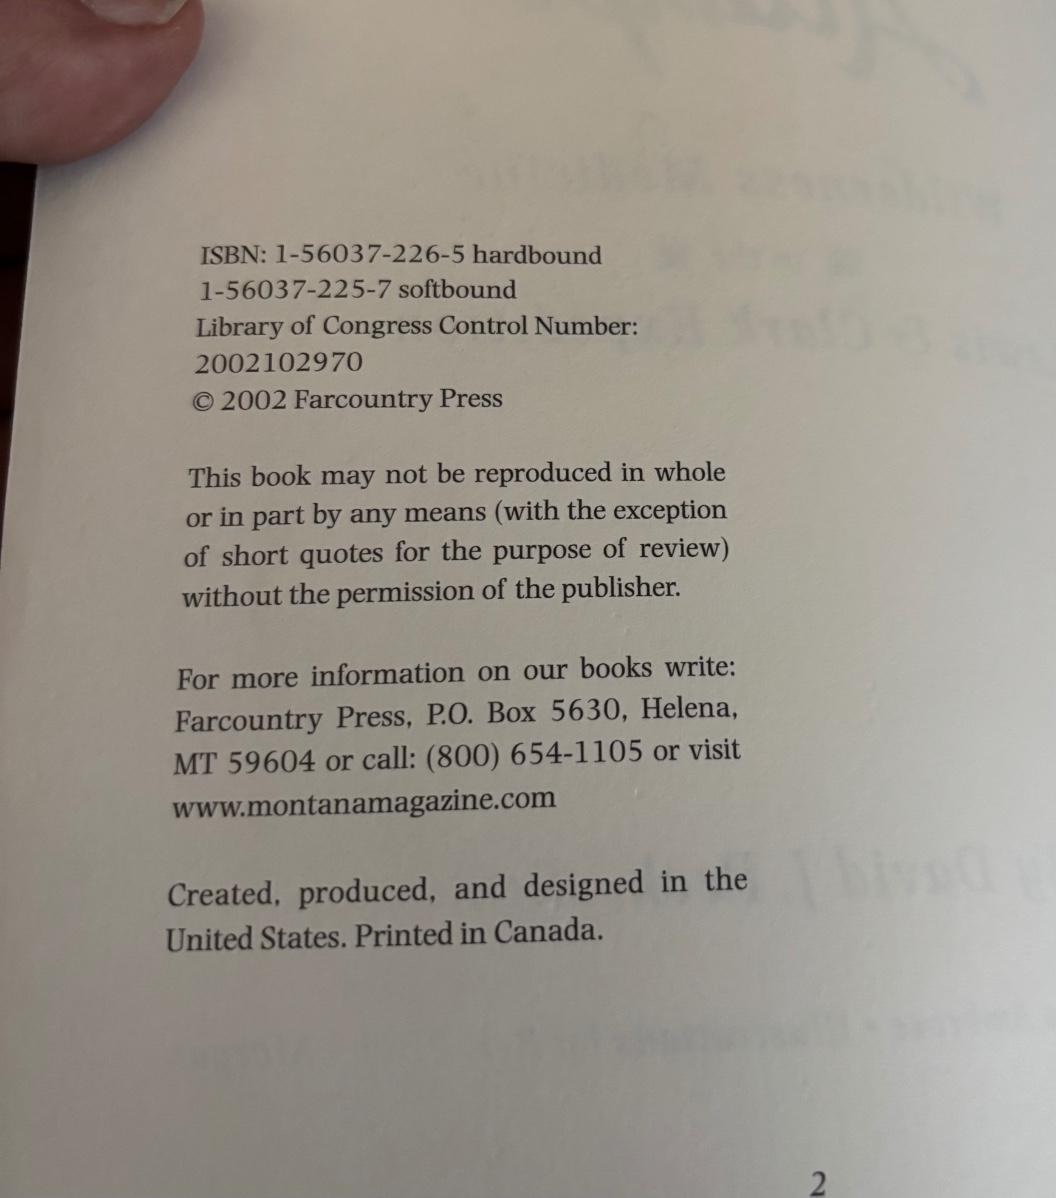 ISBN: 1-56037-226-5 hardbound
1-56037-225-7 softbound
Library of Congress Control Number:
2002102970
© 2002 Farcountry Press
This book may not be reproduced in whole
or in part by any means (with the exception
of short quotes for the purpose of review)
without the permission of the publisher.
For more information on our books write:
Farcountry Press, P.O. Box 5630, Helena,
MT 59604 or call: (800) 654-1105 or visit
www.montanamagazine.com
Created, produced, and designed in the
United States. Printed in Canada.
2